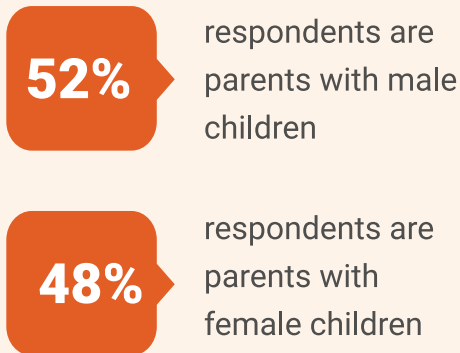 52%
respondents are
parents with male
children
48%
respondents are
parents with
female children